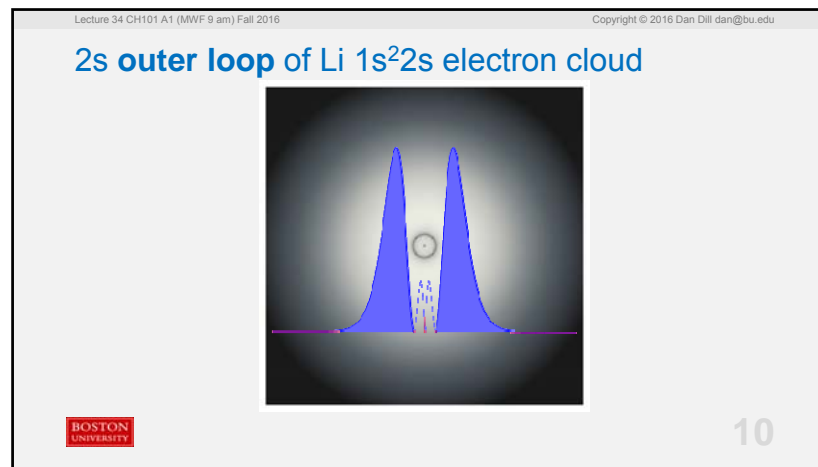 Lecture 34 CH101 A1 (MWF 9 am) Fall 2016
Copyright © 2016 Dan Dill dan@bu.edu
2s outer loop of Li 1s²2s electron cloud
BOSTON
UNIVERSITY
10